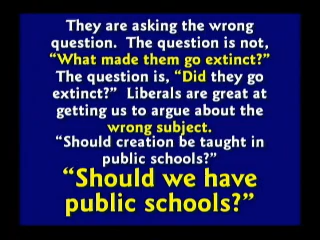 They are asking the wrong
question.  The question is not,
“What made them go extinct?”
The question is, “Did they go
extinct?”  Liberals are great at
getting us to argue about the
wrong subject.
“Should creation be taught in
public schools?”
“Should we have
public schools?”